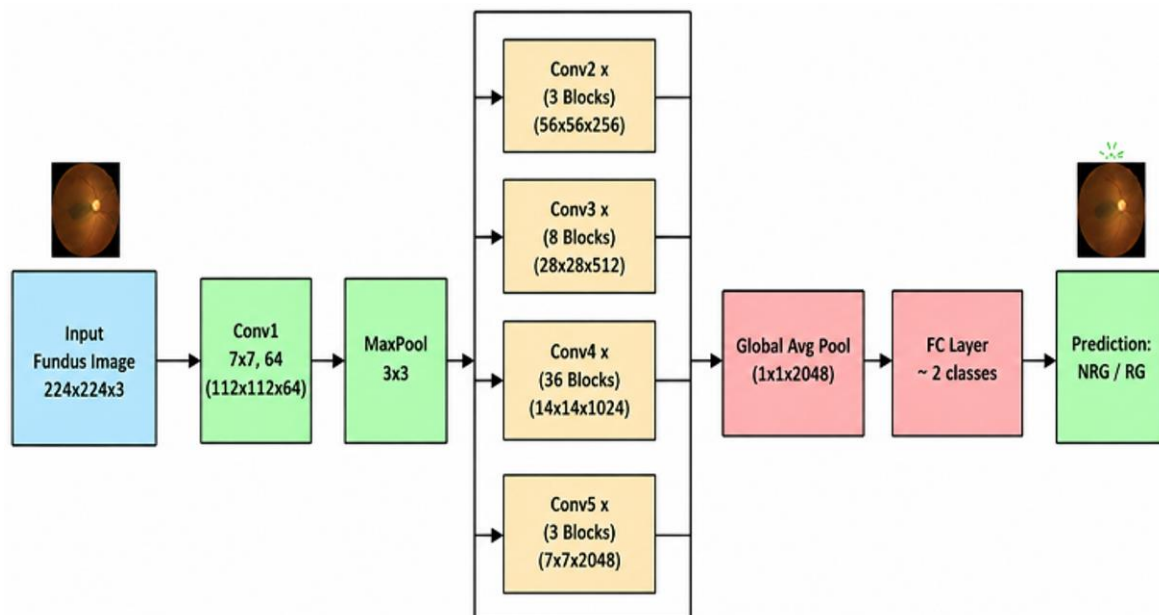 Input
Fundus Image
224x224x3
Conv1
7x7, 64
(112x112x64)
MaxPool
3x3
Conv2 x
(3 Blocks)
(56x56x256)
Conv3 x
(8 Blocks)
(28x28x512)
Conv4 x
(36 Blocks)
(14x14x1024)
Conv5 x
(3 Blocks)
(7x7x2048)
Global Avg Pool
(1x1x2048)
FC Layer
~ 2 classes
Prediction:
NRG / RG